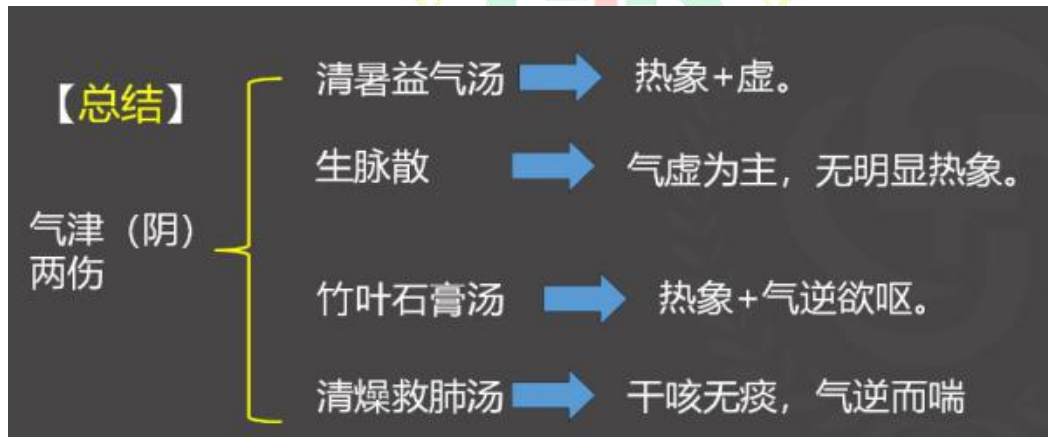 【总结】
气津（阴）
两伤
清暑益气汤 热象+虚。
生脉散 气虚为主，无明显热象。
竹叶石膏汤 热象+气逆欲呕。
清燥救肺汤 干咳无痰，气逆而喘